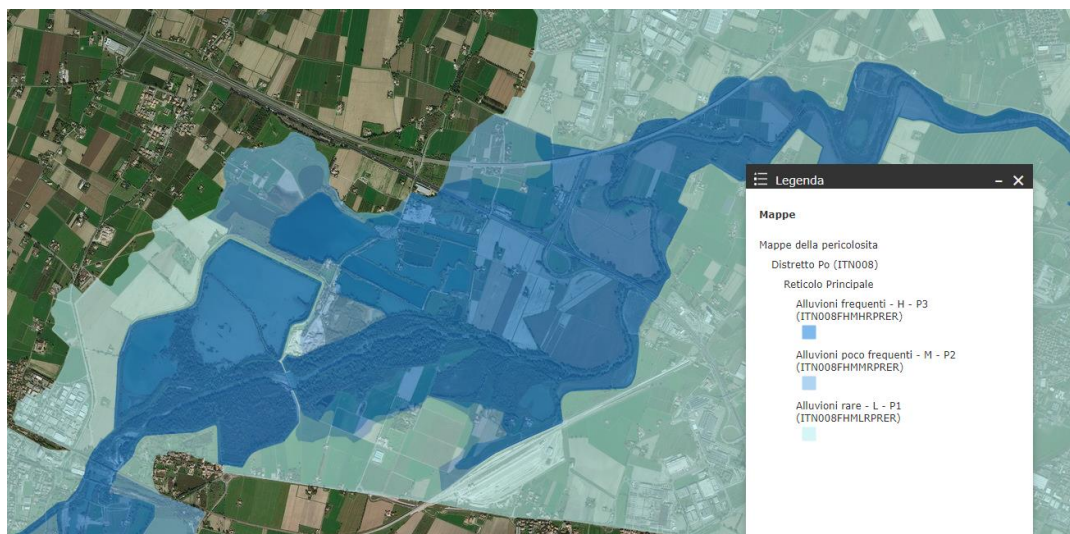 Legenda
Mappe
Mappe della pericolosita
Distretto Po (ITN008)
Reticolo Principale
Alluvioni frequenti - H - P3
(ITN008FHMHRPRER)
Alluvioni poco frequenti - M - P2
(ITN008FHMMRPRER)
Alluvioni rare - L - P1
(ITN008FHMLRPRER)